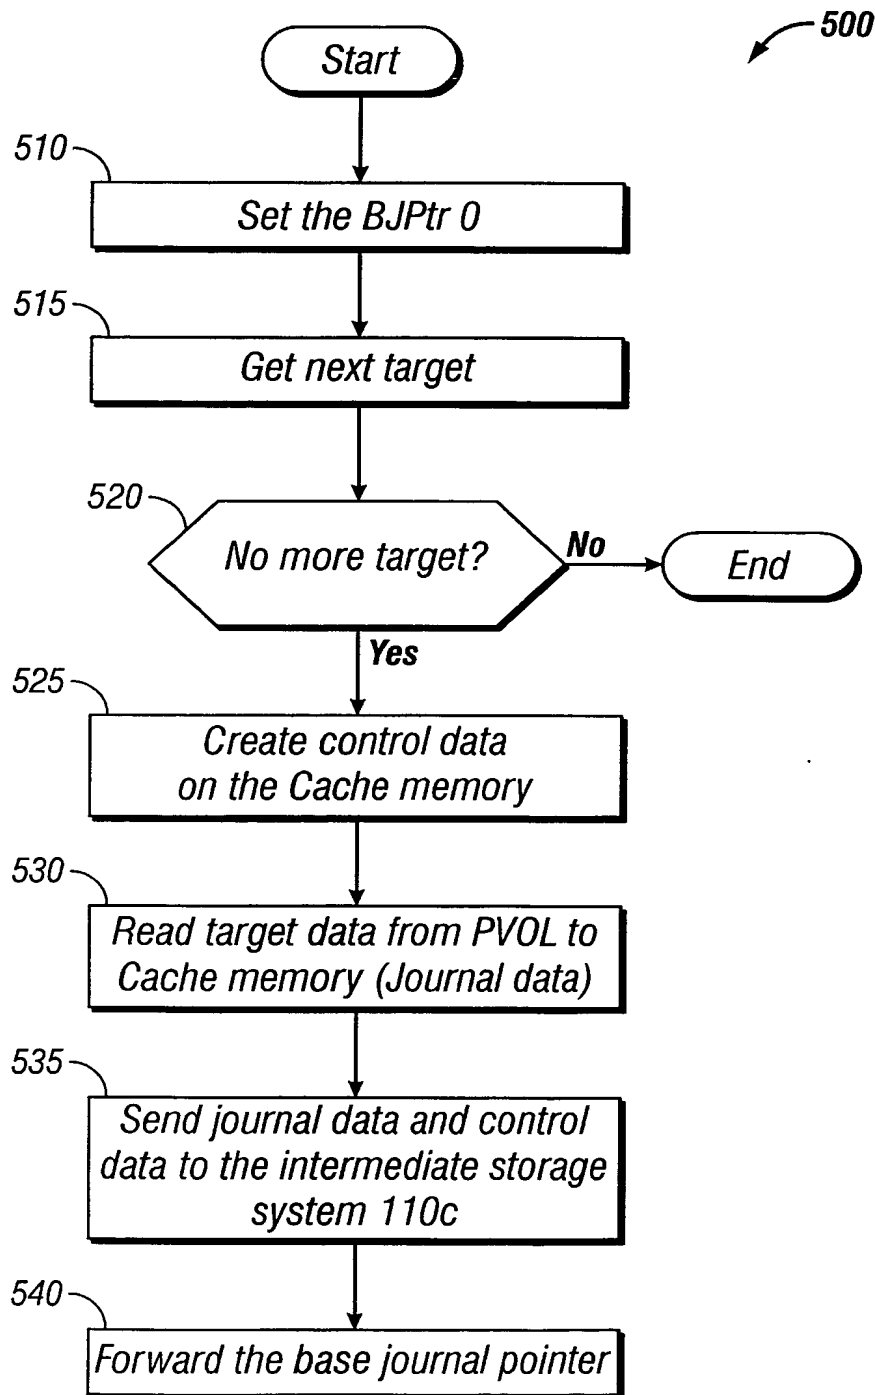 500
Start
510
Set the BJPtr 0
515
Get next target
520
No more target?
No
End
Yes
525
Create control data
on the Cache memory
530
Read target data from PVOL to
Cache memory (Journal data)
535
Send journal data and control
data to the intermediate storage
system 110c
540
Forward the base journal pointer